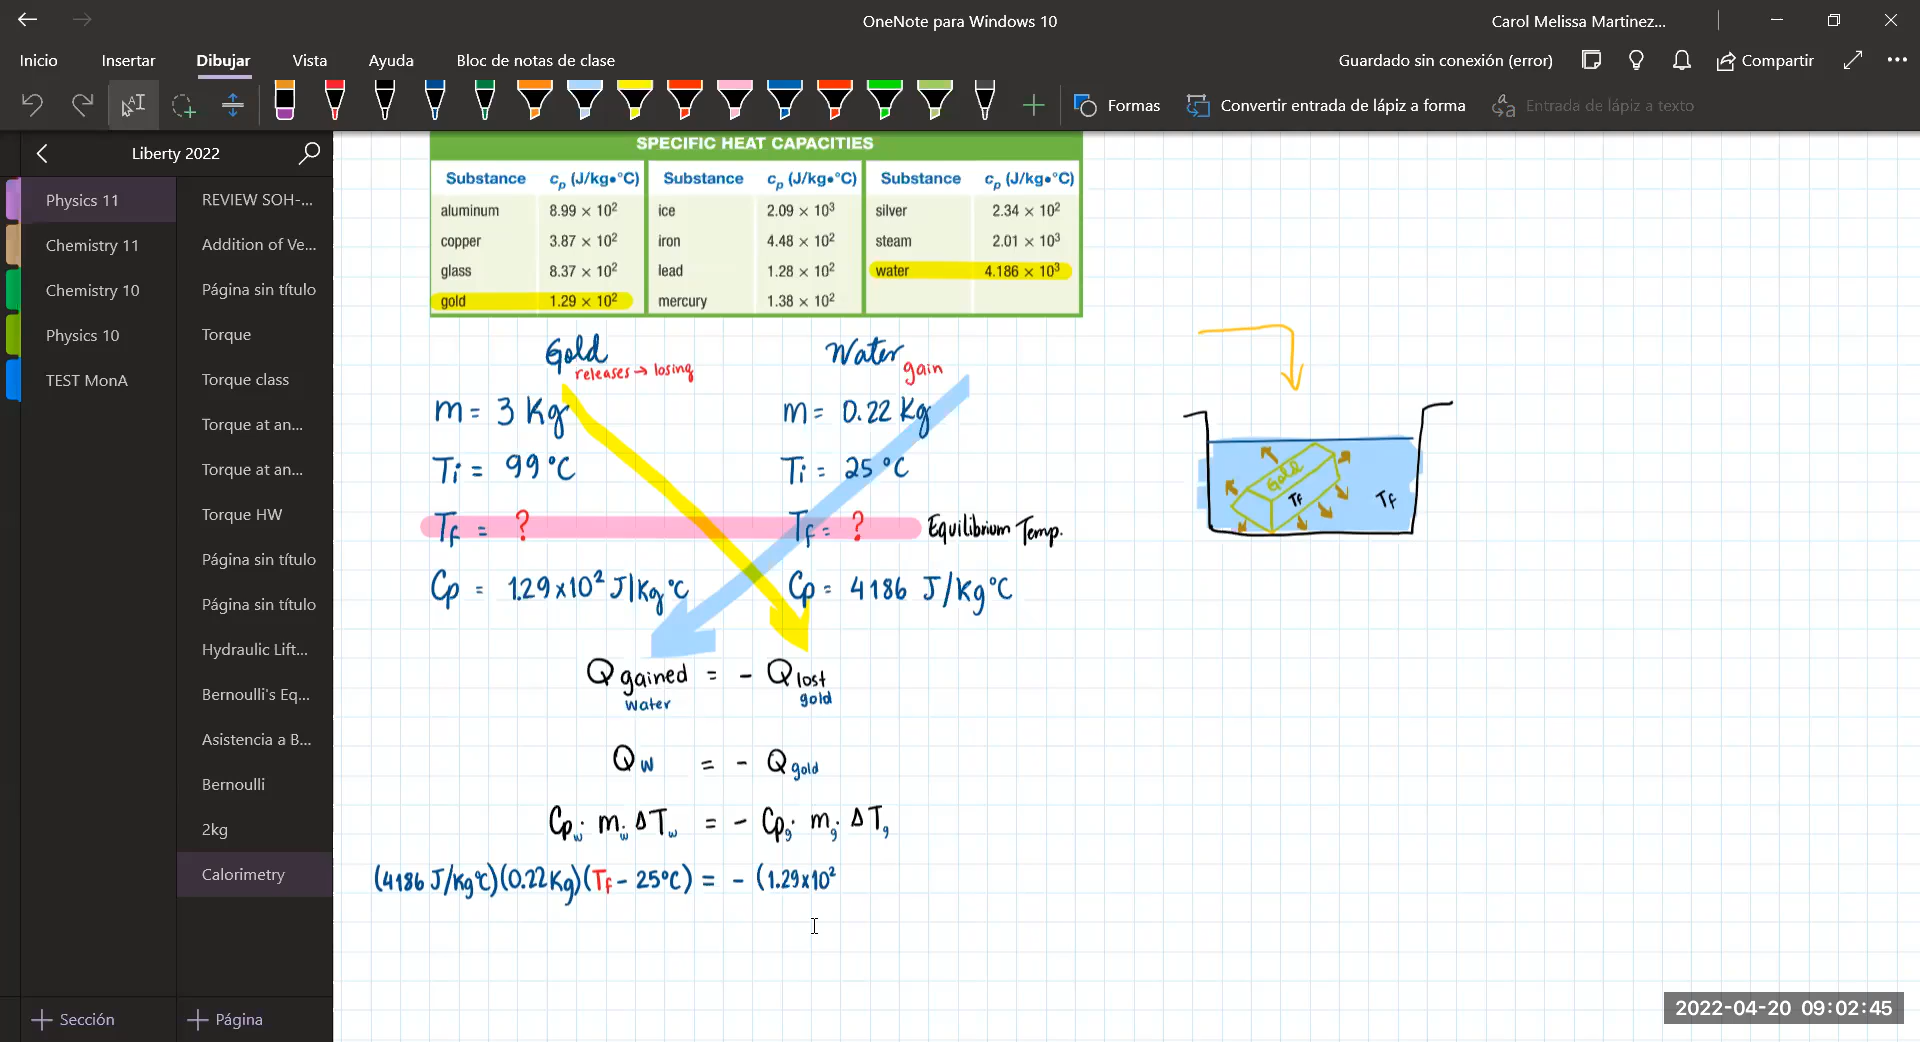 OneNote para Windows 10
Carol Melissa Martinez...
Inicio Insertar Dibujar Vista Ayuda Bloc de notas de clase
Guardado sin conexión (error) Compartir
Formas Convertir entrada de lápiz a forma Entrada de lápiz a texto
Liberty 2022
Physics 11
Chemistry 11
Chemistry 10
Physics 10
TEST MonA
REVIEW SOH-...
Addition of Ve...
Página sin título
Torque
Torque class
Torque at an...
Torque at an...
Torque HW
Página sin título
Página sin título
Hydraulic Lift...
Bernoulli's Eq...
Asistencia a B...
Bernoulli
2kg
Calorimetry
Sección
Página
SPECIFIC HEAT CAPACITIES
Substance cp (J/kg•°C) Substance cp (J/kg•°C) Substance cp (J/kg•°C)
aluminum 8.99 × 10² ice 2.09 × 10³ silver 2.34 × 10²
copper 3.87 × 10² iron 4.48 × 10² steam 2.01 × 10³
glass 8.37 × 10² lead 1.28 × 10² water 4.186 × 10³
gold 1.29 × 10² mercury 1.38 × 10²
Gold Water
releases → losing gain
m = 3 Kg m = 0.22 Kg
Ti = 99 °C Ti = 25 °C
Tf = ? Tf = ? Equilibrium Temp.
Cp = 1.29x10² J/Kg°C Cp = 4186 J/Kg°C
Q gained = - Q lost
water gold
Qw = - Q gold
Cpw · mw · ΔTw = - Cpg · mg · ΔTg
(4186 J/Kg°C)(0.22Kg)(Tf - 25°C) = - (1.29x10²
Gold
Tf Tf
2022-04-20 09:02:45